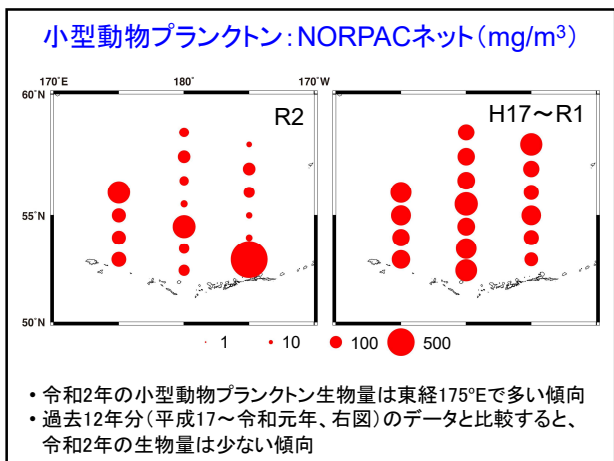 小型動物プランクトン：NORPACネット（mg/m³）
170°E 180° 170°W
60°N
R2
H17～R1
55°N
50°N
1 10 100 500
・令和2年の小型動物プランクトン生物量は東経175°Eで多い傾向
・過去12年分（平成17～令和元年、右図）のデータと比較すると、
令和2年の生物量は少ない傾向